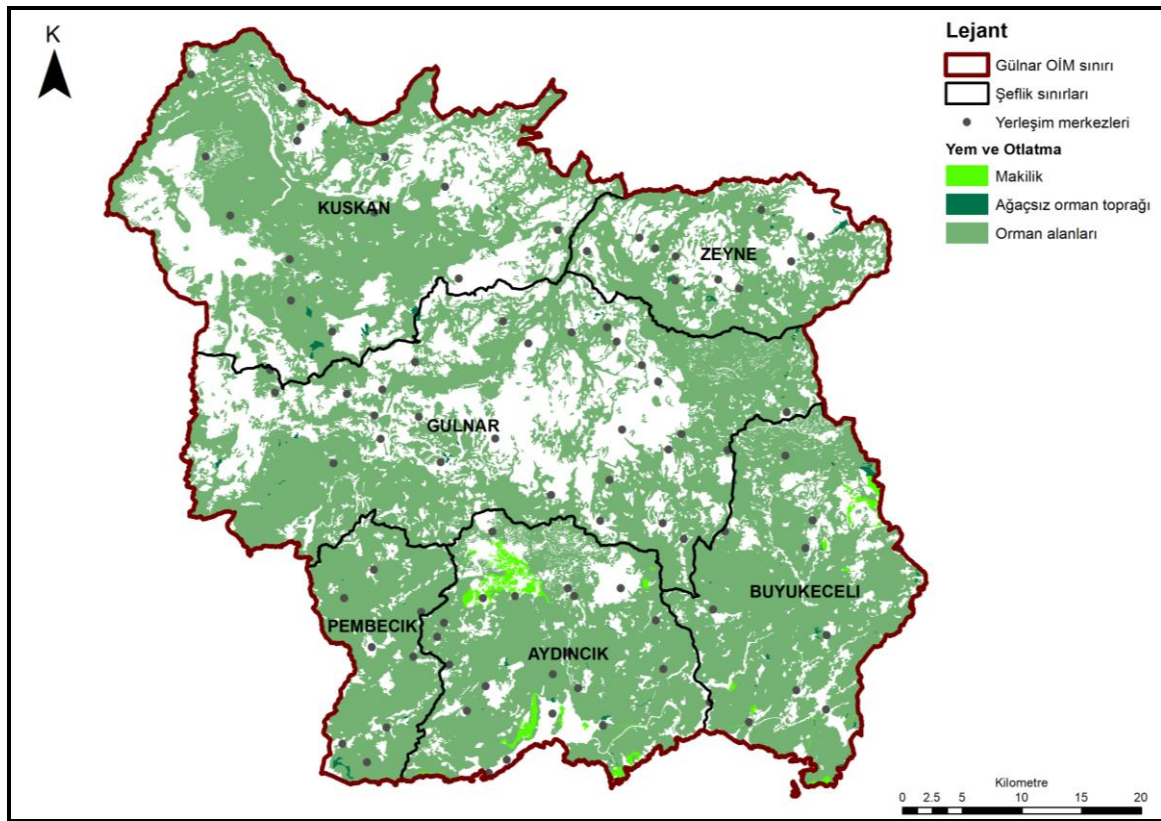 K
Lejant
Gülnar OİM sınırı
Şeflik sınırları
Yerleşim merkezleri
Yem ve Otlatma
Makilik
Ağaçsız orman toprağı
Orman alanları
KUSKAN
ZEYNE
GULNAR
BUYUKECELI
PEMBECIK
AYDINCIK
Kilometre
0 2.5 5 10 15 20